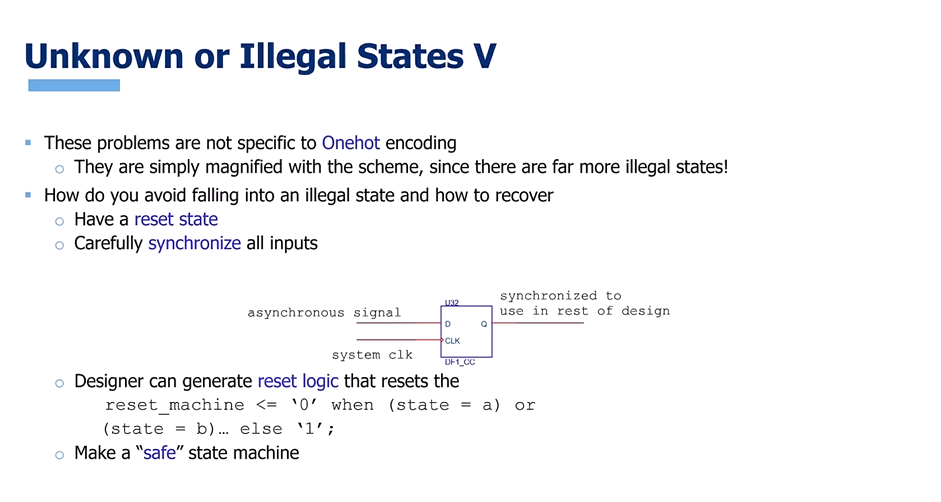 Unknown or Illegal States V
These problems are not specific to Onehot encoding
They are simply magnified with the scheme, since there are far more illegal states!
How do you avoid falling into an illegal state and how to recover
Have a reset state
Carefully synchronize all inputs
asynchronous signal
system clk
U32
D
Q
CLK
DF1_CC
synchronized to
use in rest of design
Designer can generate reset logic that resets the
reset_machine <= ‘0’ when (state = a) or
(state = b)… else ‘1’;
Make a “safe” state machine